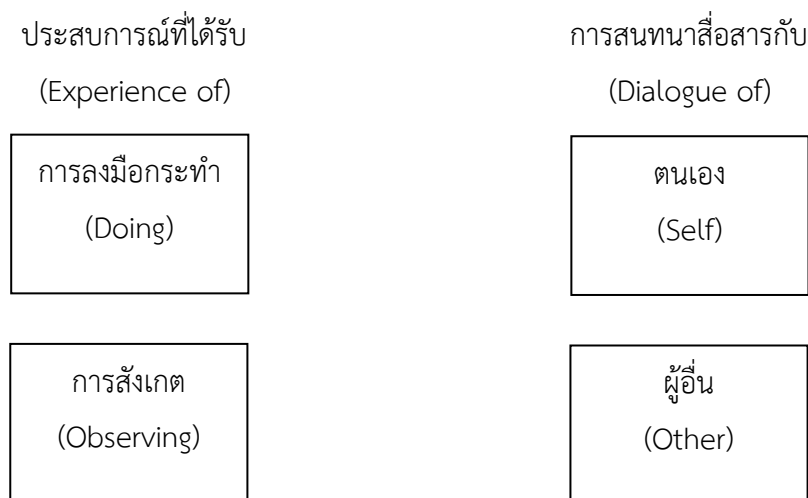 ประสบการณ์ที่ได้รับ
(Experience of)
การลงมือกระทำ
(Doing)
การสังเกต
(Observing)
การสนทนาสื่อสารกับ
(Dialogue of)
ตนเอง
(Self)
ผู้อื่น
(Other)